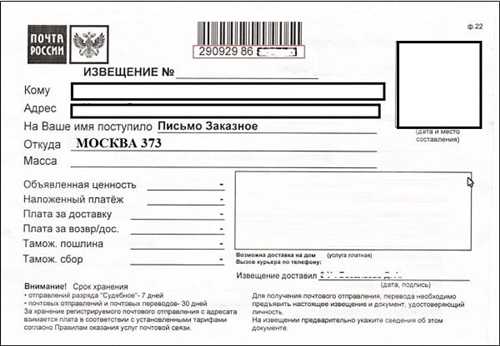 ПОЧТА РОССИИ
290929 86
Ф.22
ИЗВЕЩЕНИЕ №
Кому
Адрес
(дата и место составления)
На Ваше имя поступило Письмо Заказное
Откуда МОСКВА 373
Масса
Объявленная ценность -
Наложенный платёж -
Плата за доставку -
Плата за возвр/дос. -
Тамож. пошлина -
Тамож. сбор -
Возможна доставка на дом (услуга платная)
Вызов курьера по телефону:
Извещение доставил
(дата, подпись)
Внимание! Срок хранения
• отправлений разряда "Судебное"- 7 дней
• почтовых отправлений и почтовых переводов- 30 дней
За хранение регистрируемого почтового отправления с адресата
взимается плата в соответствии с установленными тарифами
согласно Правилам оказания услуг почтовой связи.
Для получения почтового отправления, перевода необходимо
предъявить настоящее извещение и документ, удостоверяющий
личность.
На извещении предварительно укажите сведения об этом
документе.